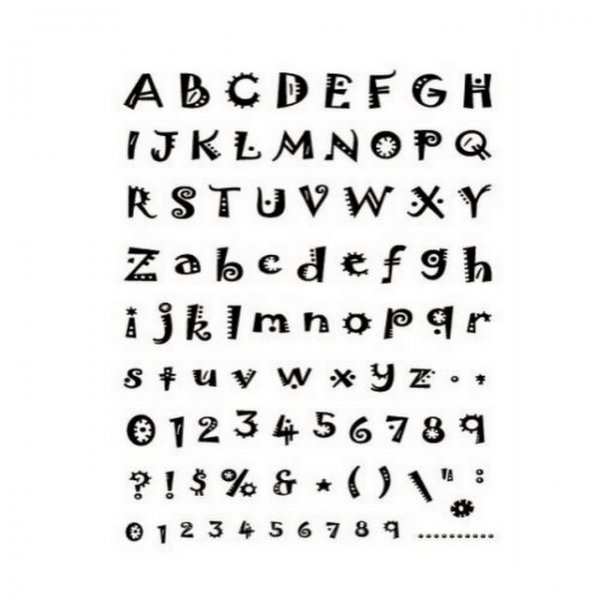 A B C D E F G H
I J K L M N O P Q
R S T U V W X Y
Z a b c d e f g h
i j k l m n o p q r
s t u v w x y z . *
0 1 2 3 4 5 6 7 8 9
? ! $ % & * ( ) \ " :
0 1 2 3 4 5 6 7 8 9 ..........